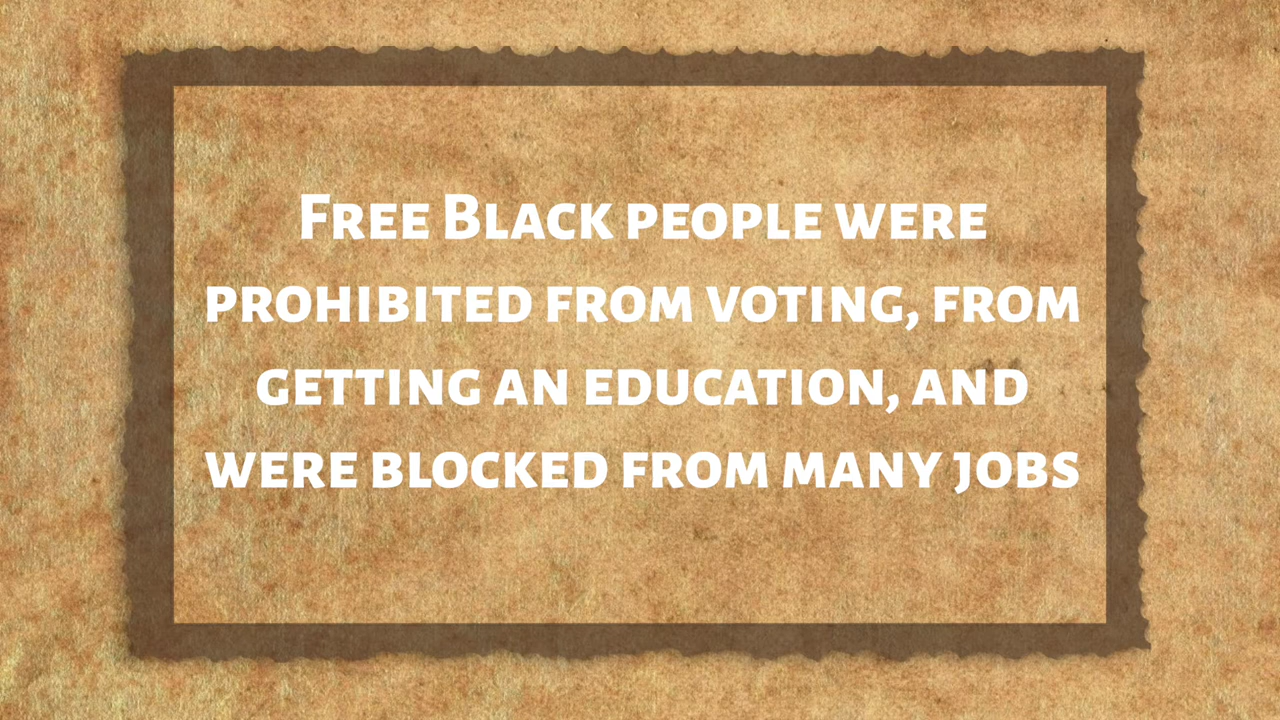 Free Black people were
prohibited from voting, from
getting an education, and
were blocked from many jobs